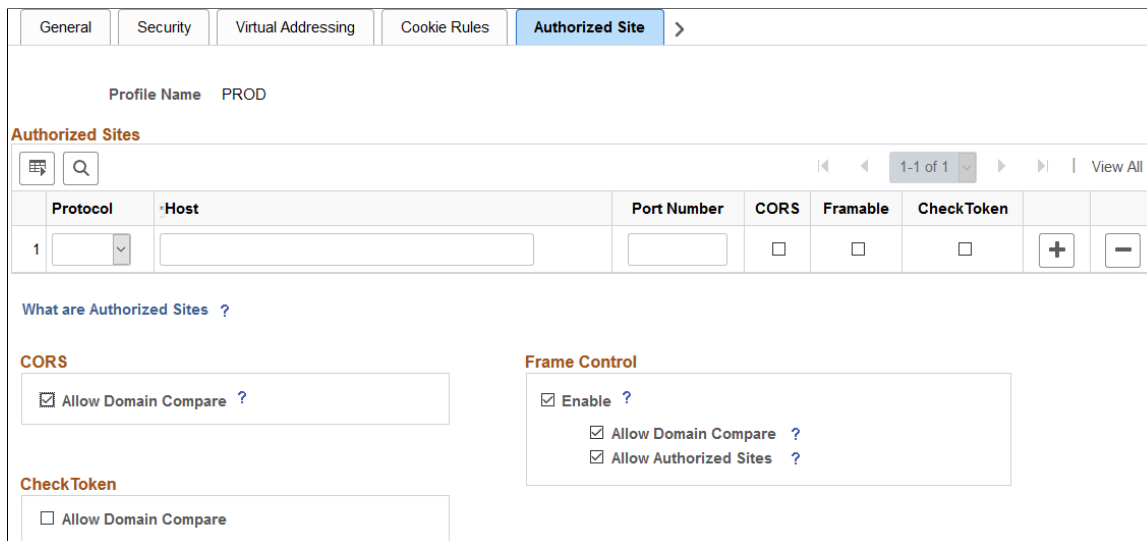 General Security Virtual Addressing Cookie Rules Authorized Site >
Profile Name PROD
Authorized Sites
1-1 of 1 | View All
Protocol *Host Port Number CORS Framable CheckToken
1 + −
What are Authorized Sites ?
CORS Frame Control
Allow Domain Compare ? Enable ?
Allow Domain Compare ?
Allow Authorized Sites ?
CheckToken
Allow Domain Compare